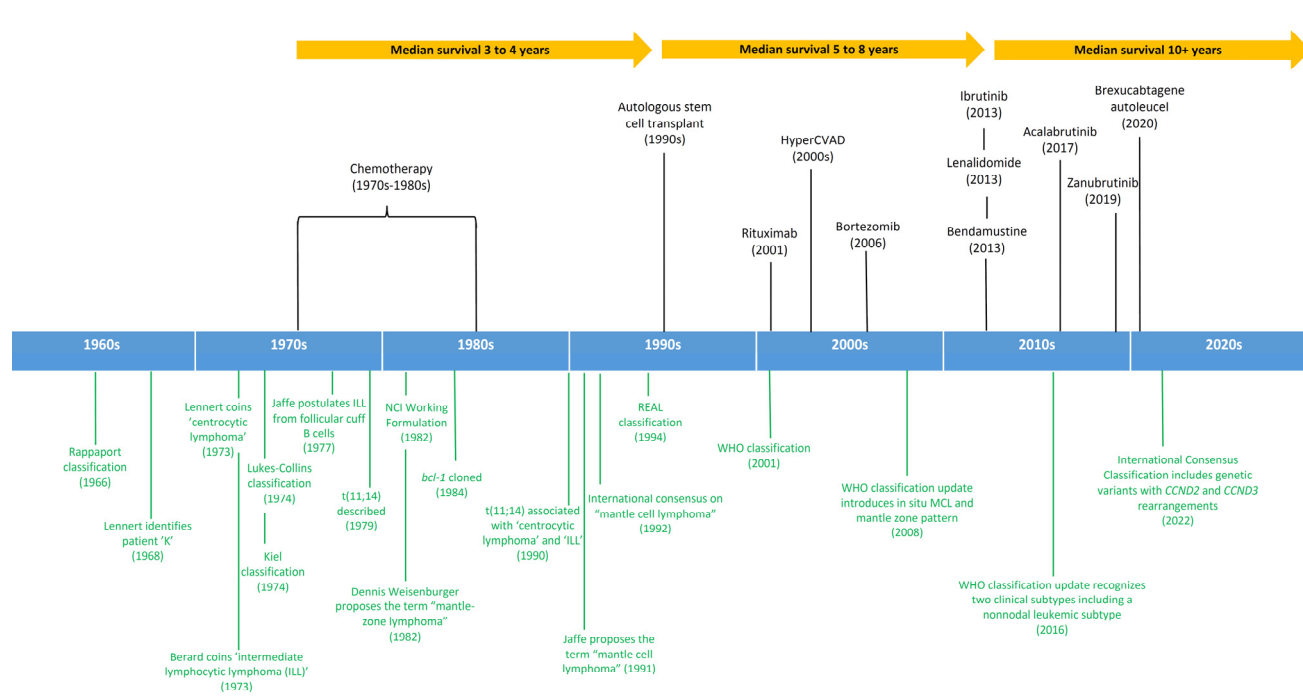 Median survival 3 to 4 years
Median survival 5 to 8 years
Median survival 10+ years
Chemotherapy
(1970s-1980s)
Autologous stem
cell transplant
(1990s)
Rituximab
(2001)
HyperCVAD
(2000s)
Bortezomib
(2006)
Ibrutinib
(2013)
Lenalidomide
(2013)
Bendamustine
(2013)
Acalabrutinib
(2017)
Zanubrutinib
(2019)
Brexucabtagene
autoleucel
(2020)
1960s
1970s
1980s
1990s
2000s
2010s
2020s
Rappaport
classification
(1966)
Lennert identifies
patient 'K'
(1968)
Lennert coins
'centrocytic
lymphoma'
(1973)
Berard coins 'intermediate
lymphocytic lymphoma (ILL)'
(1973)
Lukes-Collins
classification
(1974)
Kiel
classification
(1974)
Jaffe postulates ILL
from follicular cuff
B cells
(1977)
t(11;14)
described
(1979)
NCI Working
Formulation
(1982)
Dennis Weisenburger
proposes the term "mantle-
zone lymphoma"
(1982)
bcl-1 cloned
(1984)
t(11;14) associated
with 'centrocytic
lymphoma' and 'ILL'
(1990)
Jaffe proposes the
term "mantle cell
lymphoma" (1991)
International consensus on
"mantle cell lymphoma"
(1992)
REAL
classification
(1994)
WHO classification
(2001)
WHO classification update
introduces in situ MCL and
mantle zone pattern
(2008)
WHO classification update recognizes
two clinical subtypes including a
nonnodal leukemic subtype
(2016)
International Consensus
Classification includes genetic
variants with CCND2 and CCND3
rearrangements
(2022)